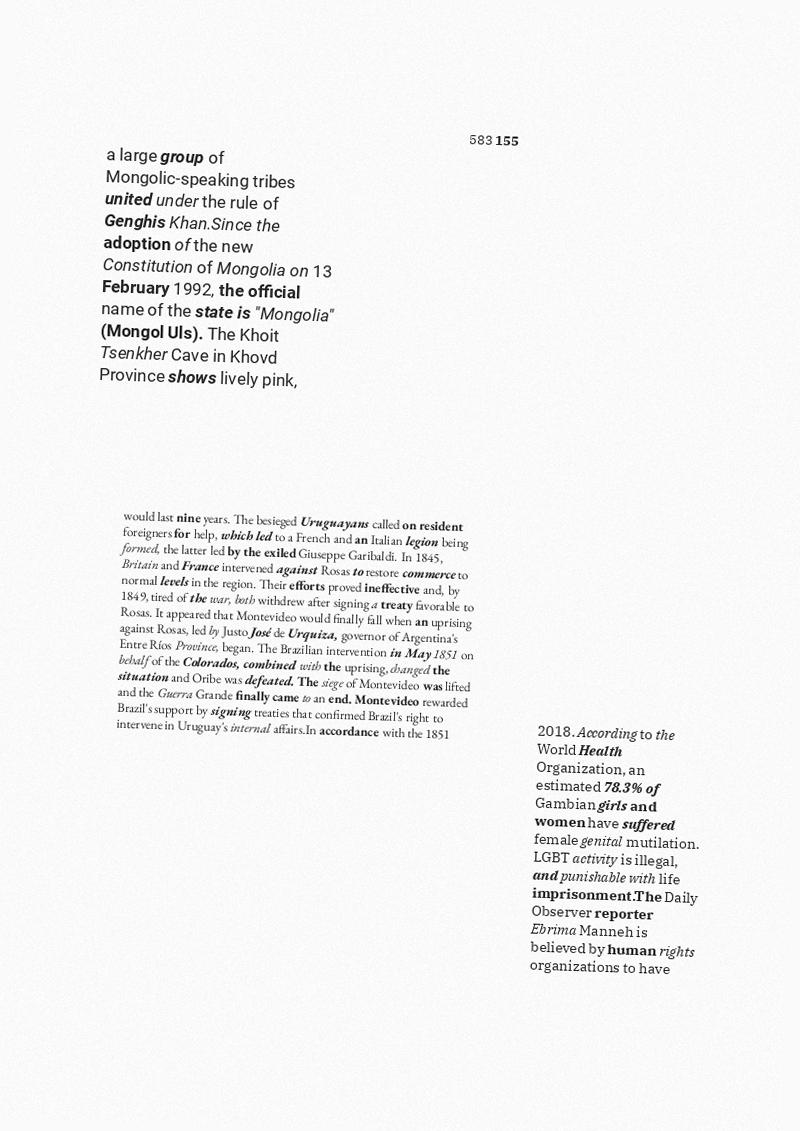 583 155
a large group of
Mongolic-speaking tribes
united under the rule of
Genghis Khan.Since the
adoption of the new
Constitution of Mongolia on 13
February 1992, the official
name of the state is "Mongolia"
(Mongol Uls). The Khoit
Tsenkher Cave in Khovd
Province shows lively pink,
would last nine years. The besieged Uruguayans called on resident
foreigners for help, which led to a French and an Italian legion being
formed, the latter led by the exiled Giuseppe Garibaldi. In 1845,
Britain and France intervened against Rosas to restore commerce to
normal levels in the region. Their efforts proved ineffective and, by
1849, tired of the war, both withdrew after signing a treaty favorable to
Rosas. It appeared that Montevideo would finally fall when an uprising
against Rosas, led by Justo José de Urquiza, governor of Argentina's
Entre Ríos Province, began. The Brazilian intervention in May 1851 on
behalf of the Colorados, combined with the uprising, changed the
situation and Oribe was defeated. The siege of Montevideo was lifted
and the Guerra Grande finally came to an end. Montevideo rewarded
Brazil's support by signing treaties that confirmed Brazil's right to
intervene in Uruguay's internal affairs.In accordance with the 1851
2018. According to the
World Health
Organization, an
estimated 78.3% of
Gambian girls and
women have suffered
female genital mutilation.
LGBT activity is illegal,
and punishable with life
imprisonment.The Daily
Observer reporter
Ebrima Manneh is
believed by human rights
organizations to have